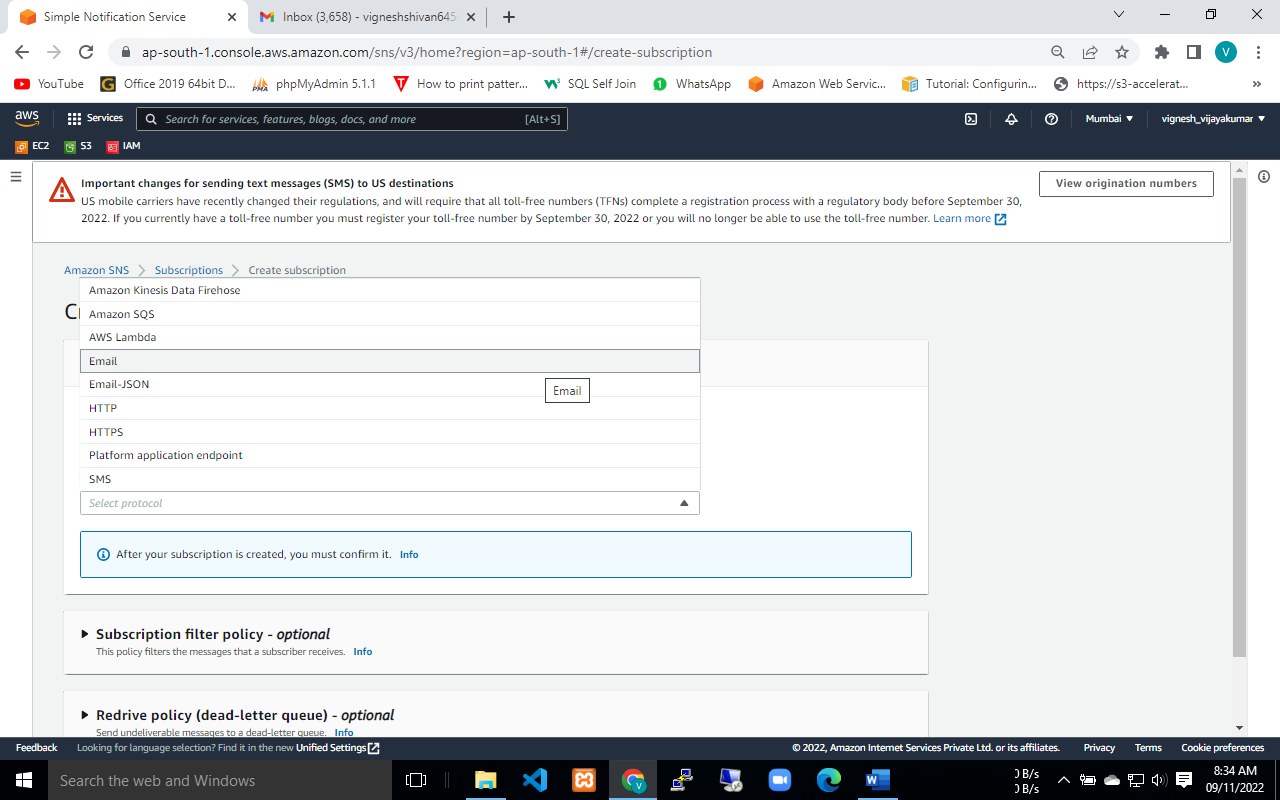 Simple Notification Service
Inbox (3,658) - vigneshshivan645
ap-south-1.console.aws.amazon.com/sns/v3/home?region=ap-south-1#/create-subscription
V
YouTube
Office 2019 64bit D...
phpMyAdmin 5.1.1
How to print patter...
SQL Self Join
WhatsApp
Amazon Web Servic...
Tutorial: Configurin...
https://s3-accelerat...
aws
Services
Search for services, features, blogs, docs, and more
[Alt+S]
Mumbai
vignesh_vijayakumar
EC2
S3
IAM
Important changes for sending text messages (SMS) to US destinations
US mobile carriers have recently changed their regulations, and will require that all toll-free numbers (TFNs) complete a registration process with a regulatory body before September 30,
2022. If you currently have a toll-free number you must register your toll-free number by September 30, 2022 or you will no longer be able to use the toll-free number. Learn more
View origination numbers
Amazon SNS
Subscriptions
Create subscription
Amazon Kinesis Data Firehose
Amazon SQS
AWS Lambda
Email
Email-JSON
Email
HTTP
HTTPS
Platform application endpoint
SMS
Select protocol
After your subscription is created, you must confirm it. Info
Subscription filter policy - optional
This policy filters the messages that a subscriber receives. Info
Redrive policy (dead-letter queue) - optional
Send undeliverable messages to a dead-letter queue. Info
Feedback
Looking for language selection? Find it in the new Unified Settings
© 2022, Amazon Internet Services Private Ltd. or its affiliates.
Privacy
Terms
Cookie preferences
Search the web and Windows
0 B/s
0 B/s
8:34 AM
09/11/2022